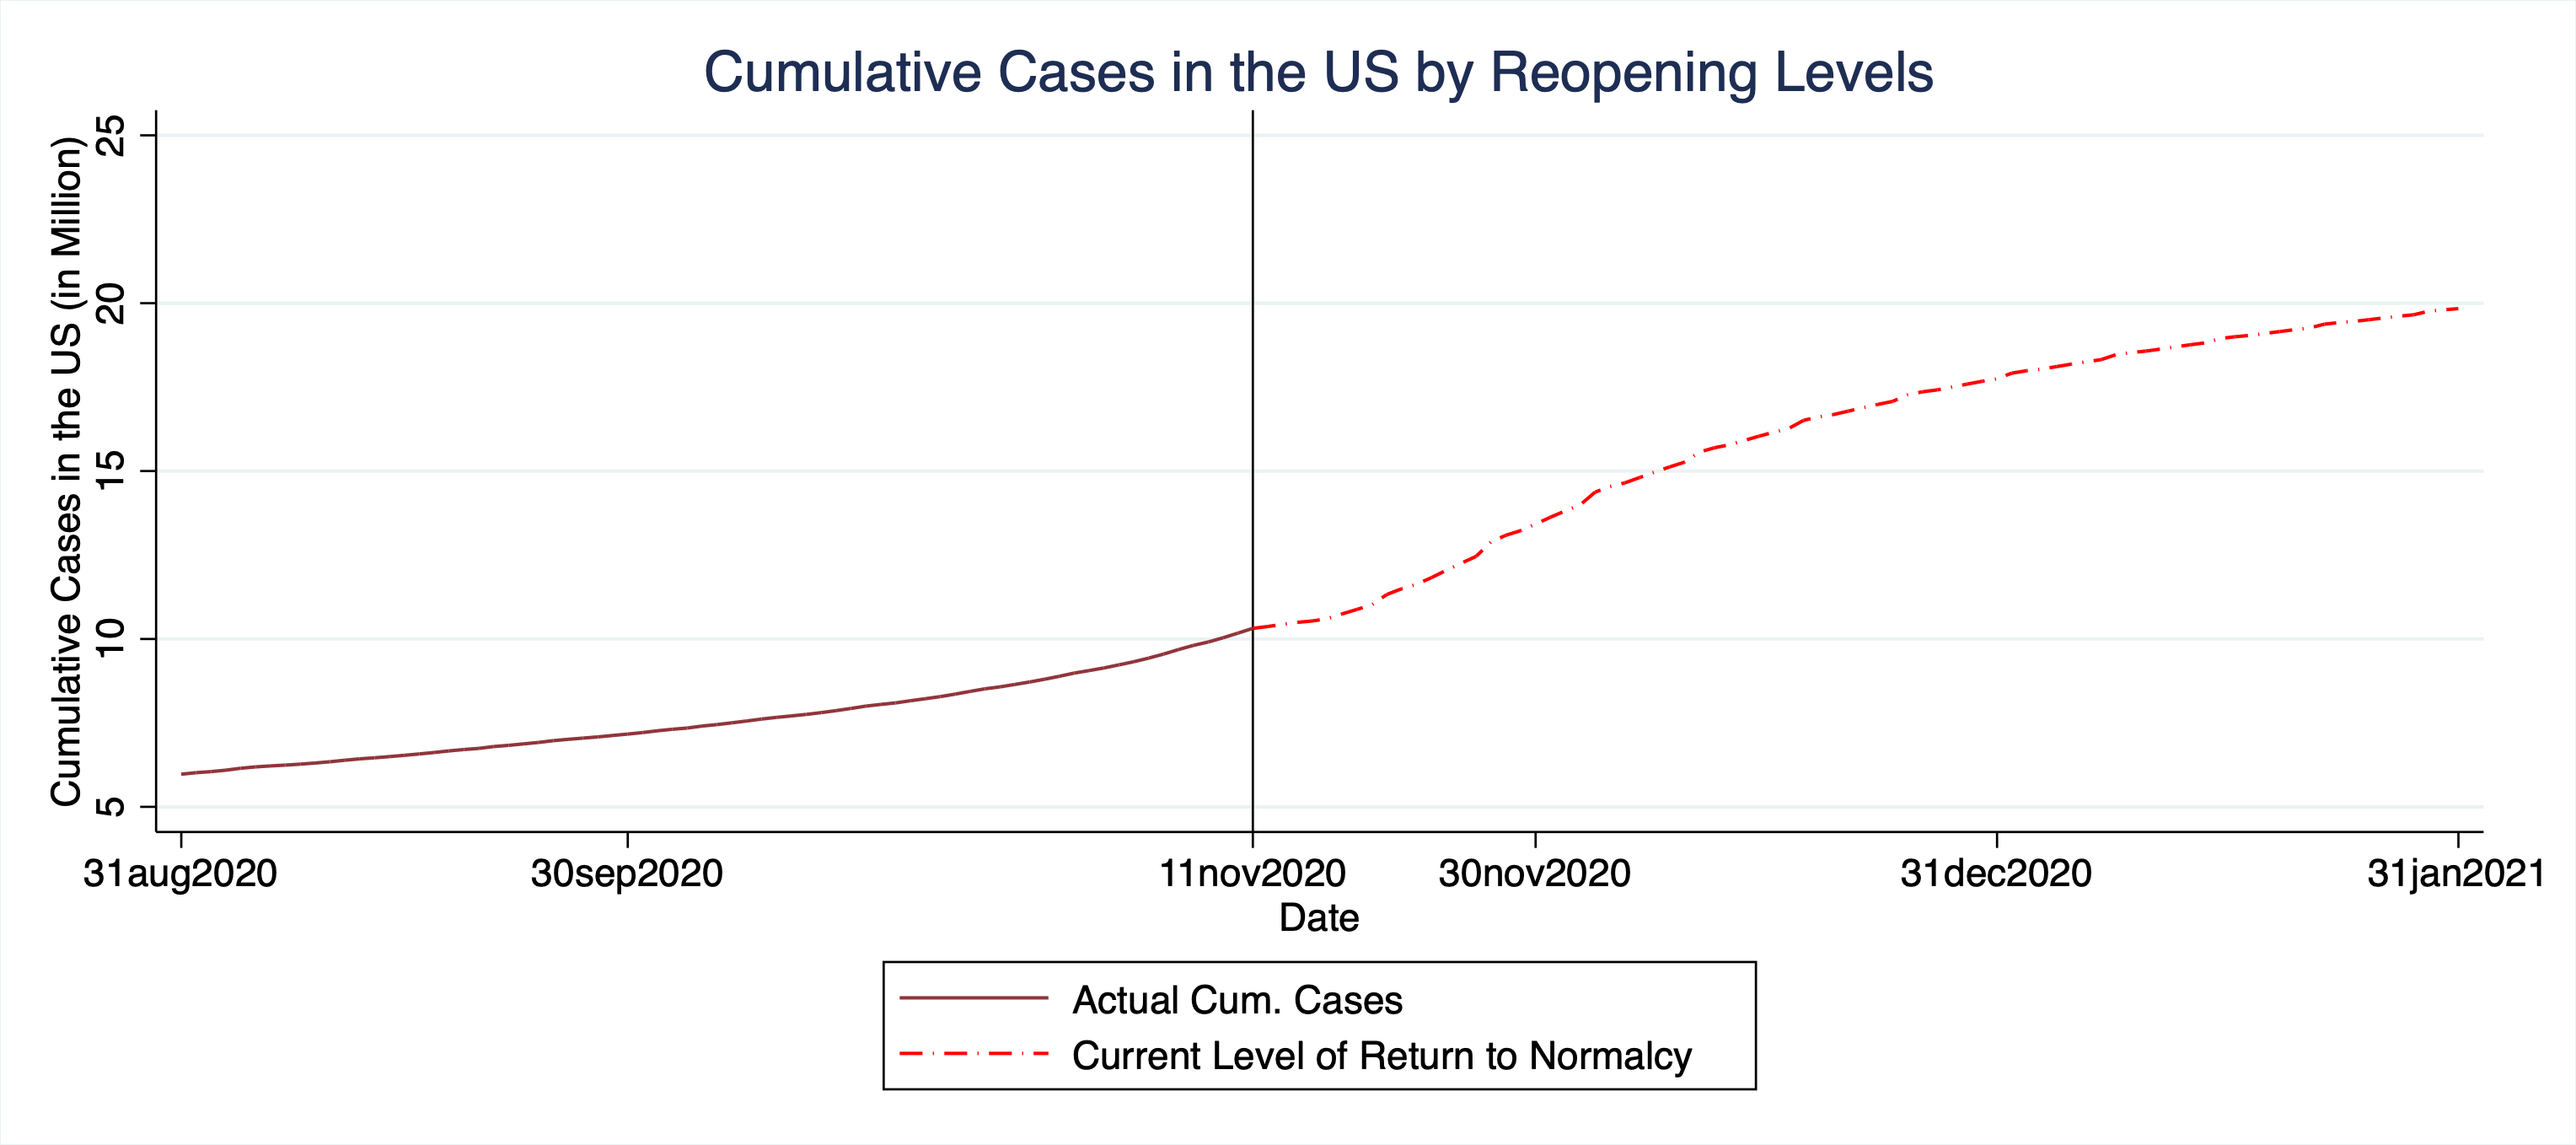 Cumulative Cases in the US by Reopening Levels
Cumulative Cases in the US (in Million)
25
20
15
10
5
31aug2020 30sep2020 11nov2020 30nov2020 31dec2020 31jan2021
Date
Actual Cum. Cases
Current Level of Return to Normalcy